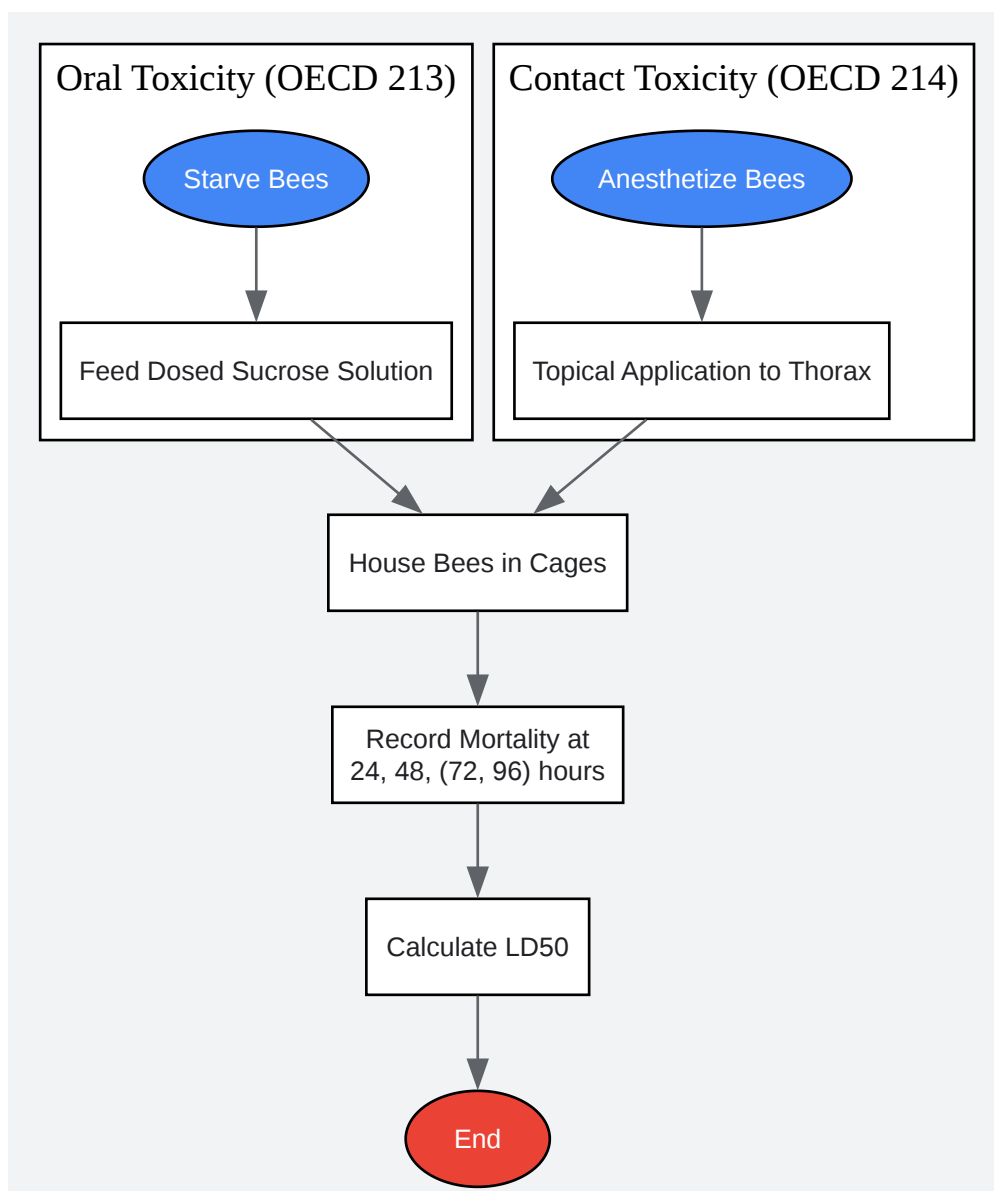 Oral Toxicity (OECD 213)
Starve Bees
Feed Dosed Sucrose Solution
Contact Toxicity (OECD 214)
Anesthetize Bees
Topical Application to Thorax
House Bees in Cages
Record Mortality at
24, 48, (72, 96) hours
Calculate LD50
End